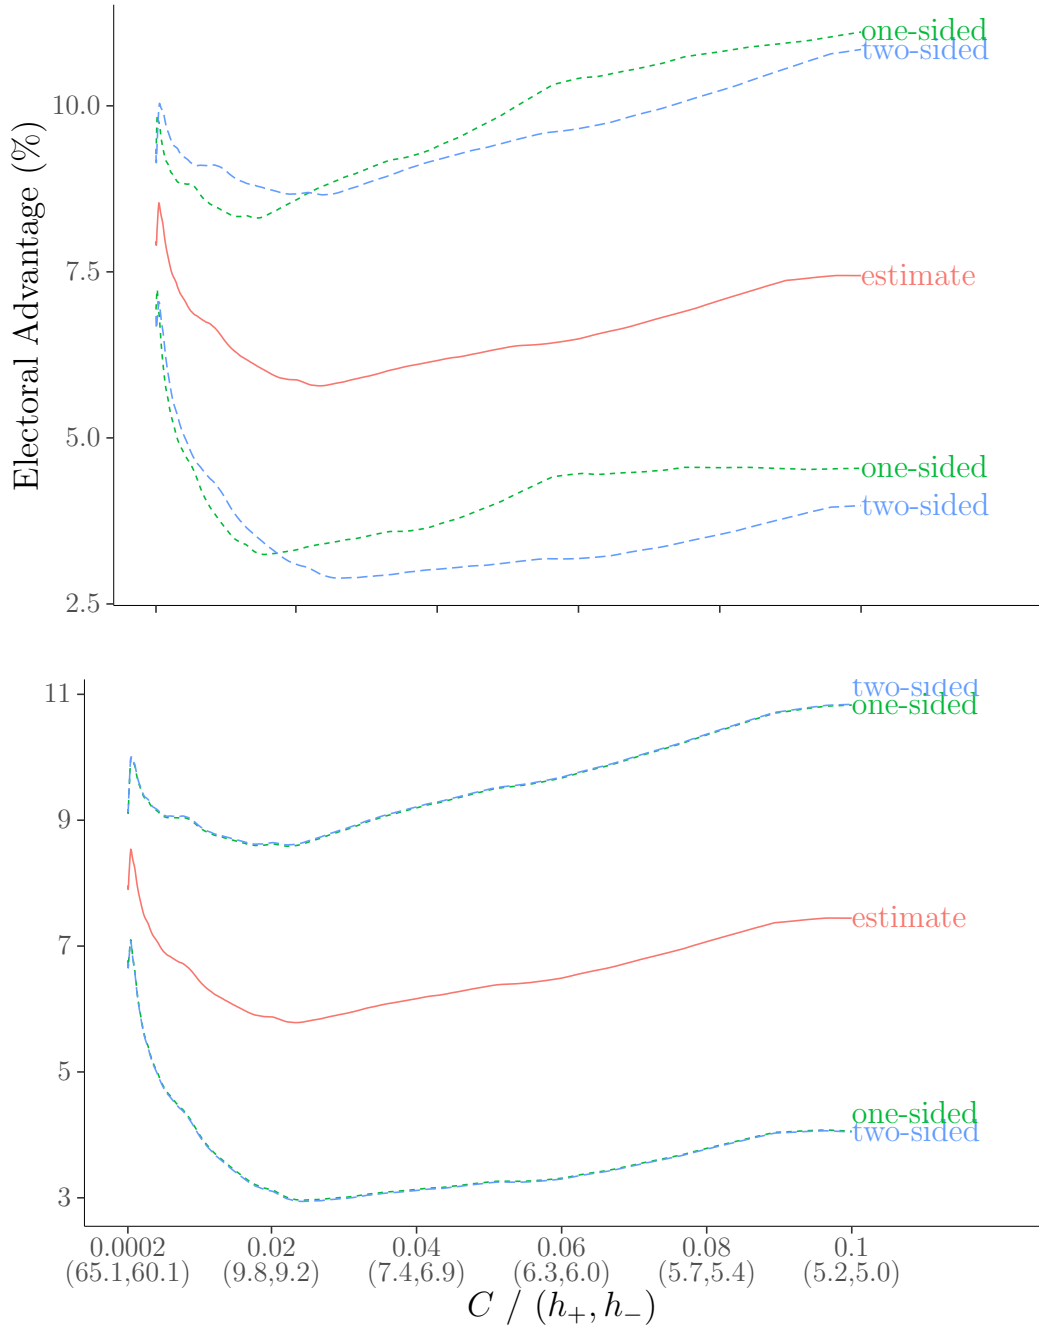 one-sided
two-sided
10.0
Electoral Advantage (%)
7.5
estimate
5.0
one-sided
two-sided
2.5
two-sided
11
one-sided
9
7
estimate
5
one-sided
two-sided
3
0.0002 0.02 0.04 0.06 0.08 0.1
(65.1,60.1) (9.8,9.2) (7.4,6.9) (6.3,6.0) (5.7,5.4) (5.2,5.0)
C / (h₊, h₋)